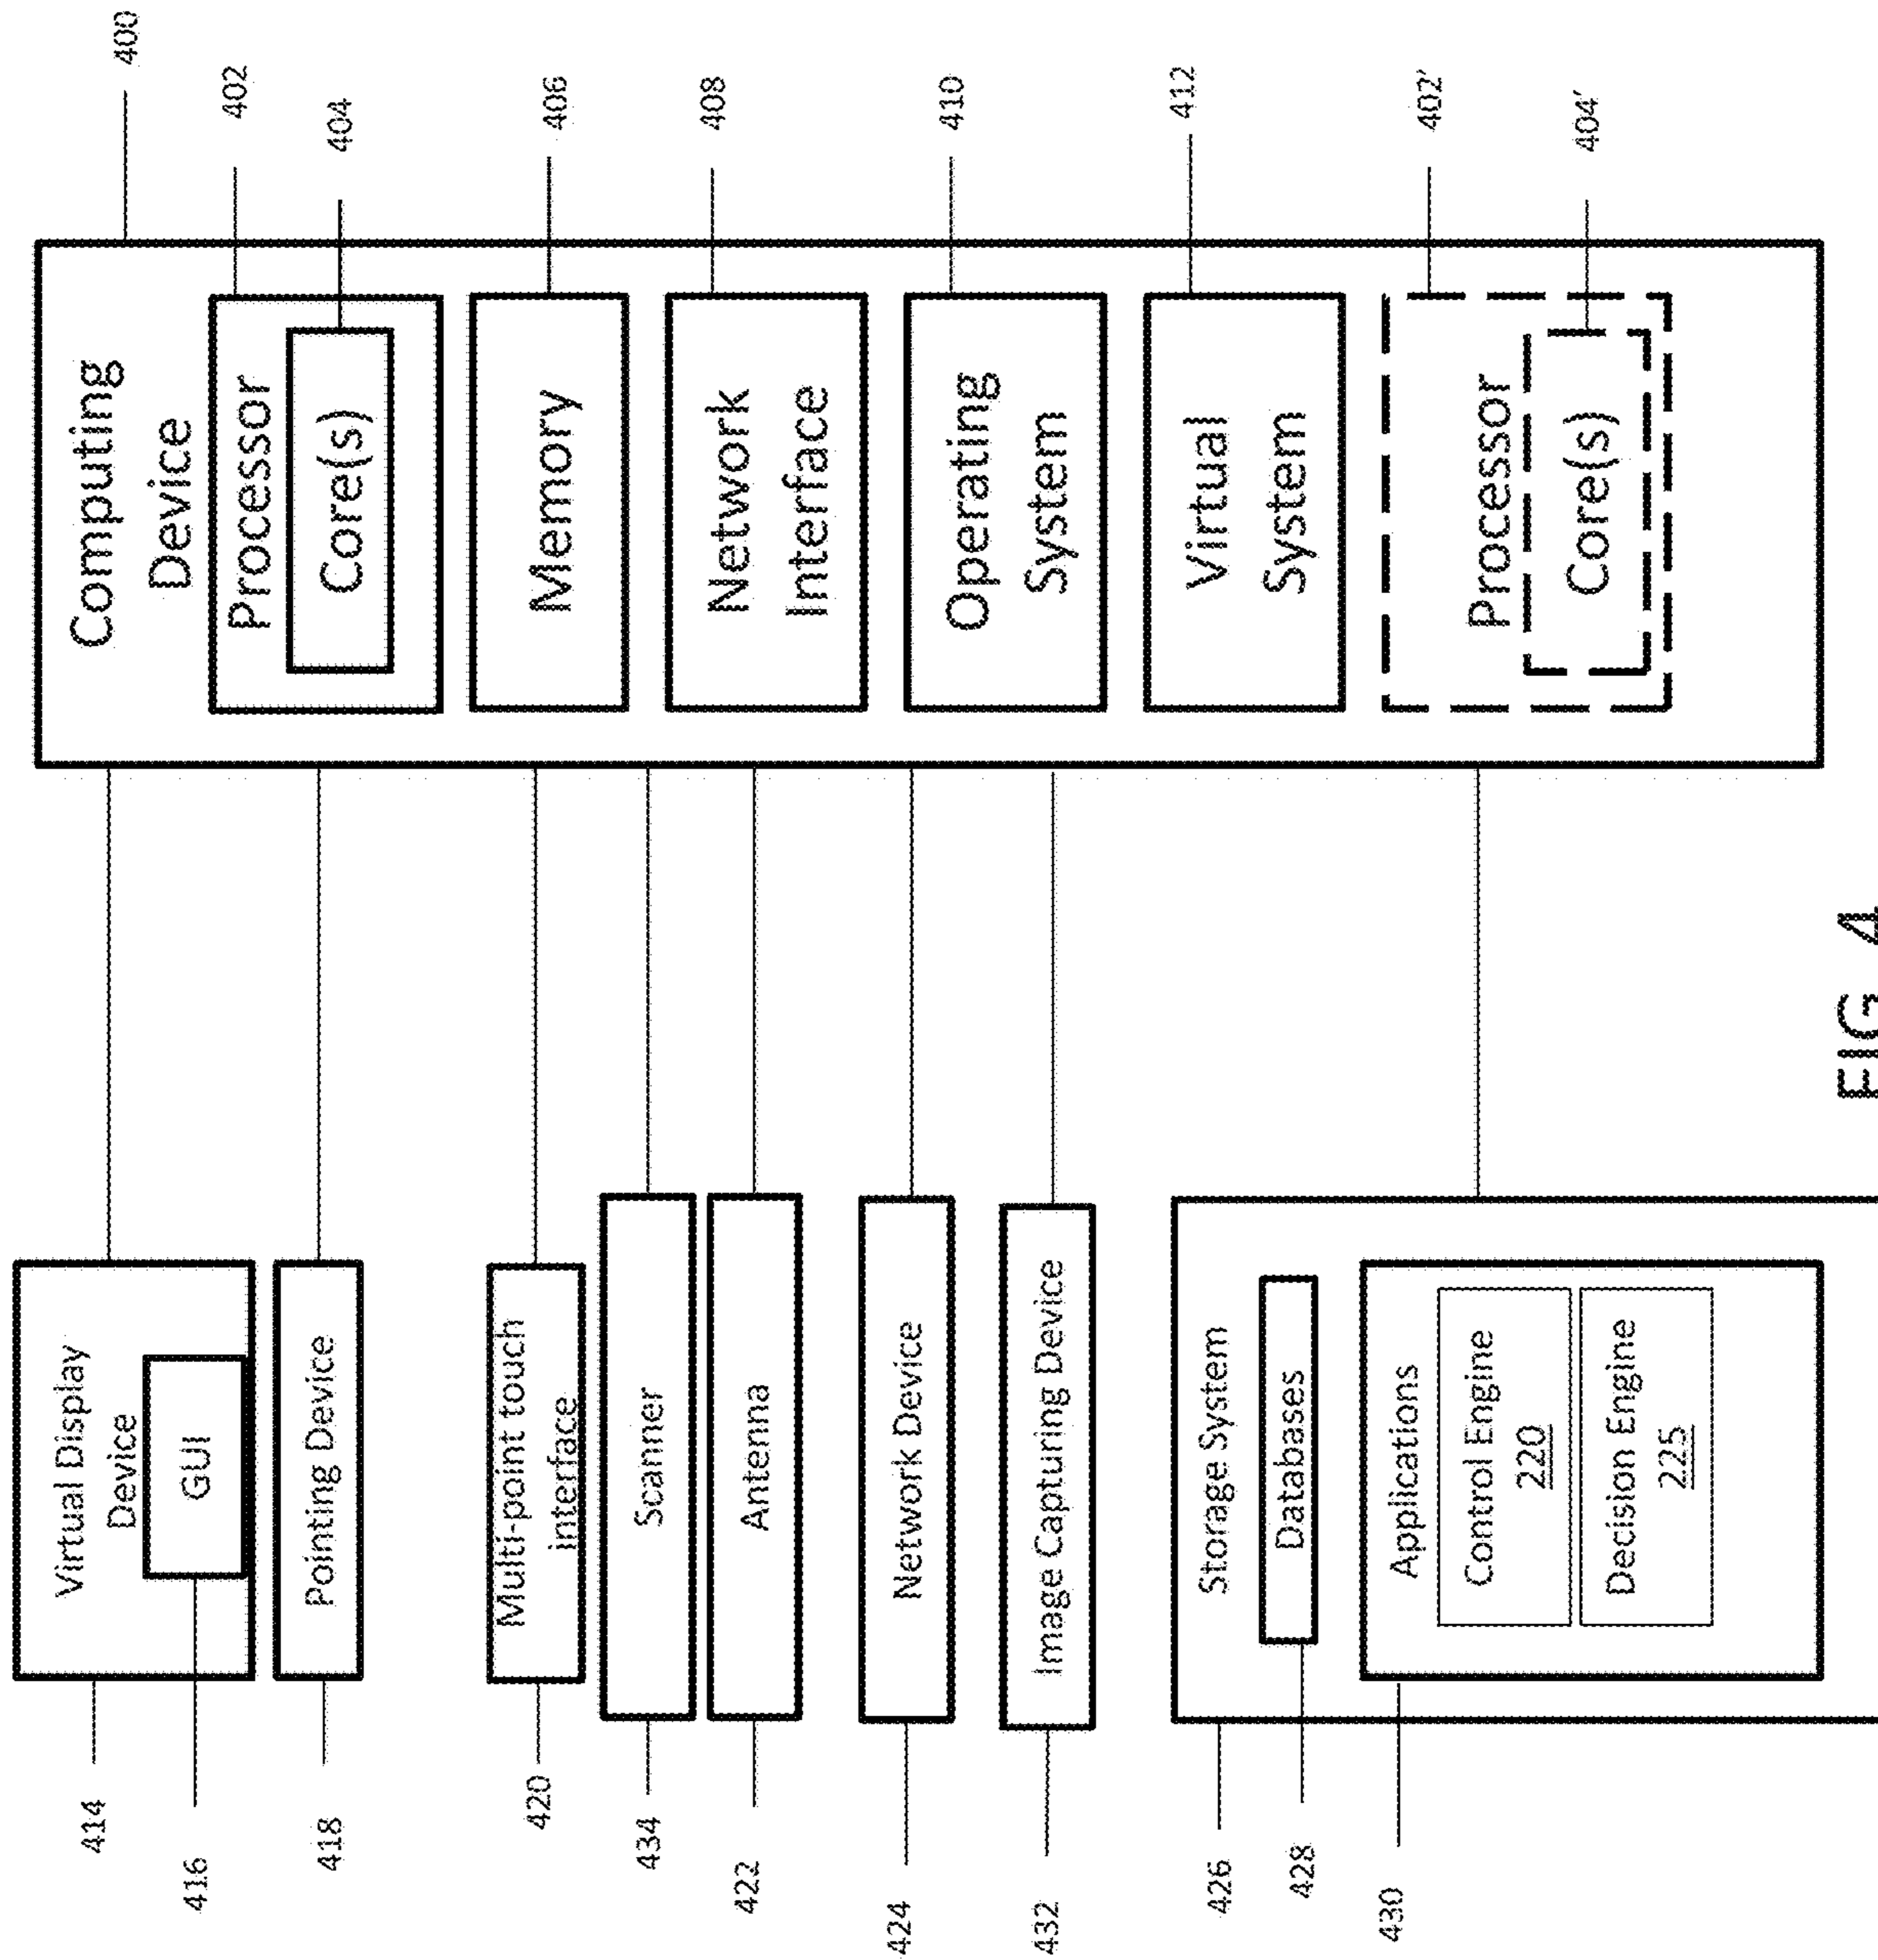 Virtual Display
Device
GUI
414
416
Pointing Device
418
Multi-point touch
interface
420
Scanner
434
Antenna
422
Network Device
424
Image Capturing Device
432
Storage System
426
Databases
428
Applications
430
Control Engine
220
Decision Engine
225
Computing
Device
400
Processor
402
Core(s)
404
Memory
406
Network
Interface
408
Operating
System
410
Virtual
System
412
Processor
402'
Core(s)
404'
FIG. 4